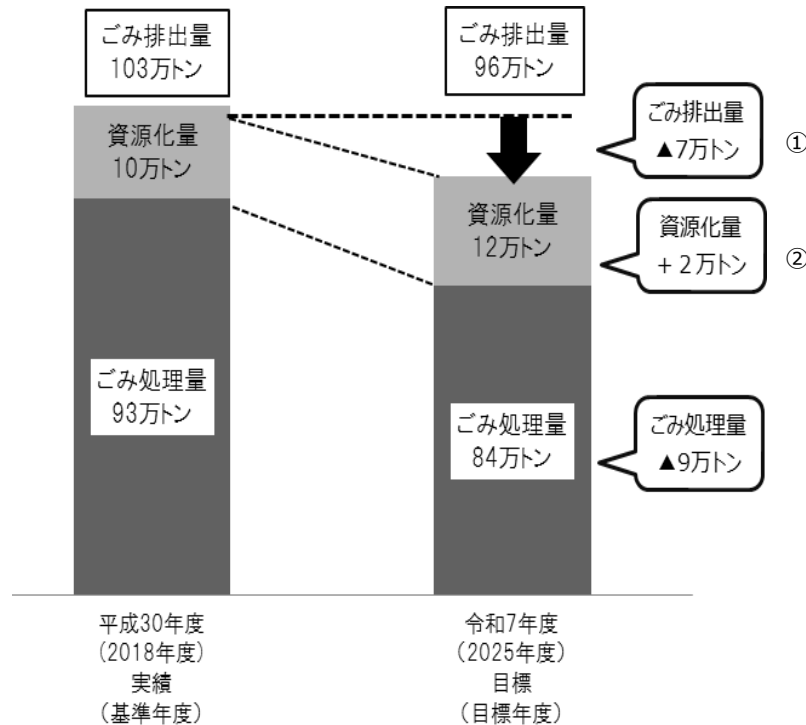 ごみ排出量
103万トン
ごみ排出量
96万トン
資源化量
10万トン
ごみ排出量
▲7万トン
①
資源化量
12万トン
資源化量
+2万トン
②
ごみ処理量
93万トン
ごみ処理量
84万トン
ごみ処理量
▲9万トン
平成30年度
(2018年度)
実績
(基準年度)
令和7年度
(2025年度)
目標
(目標年度)